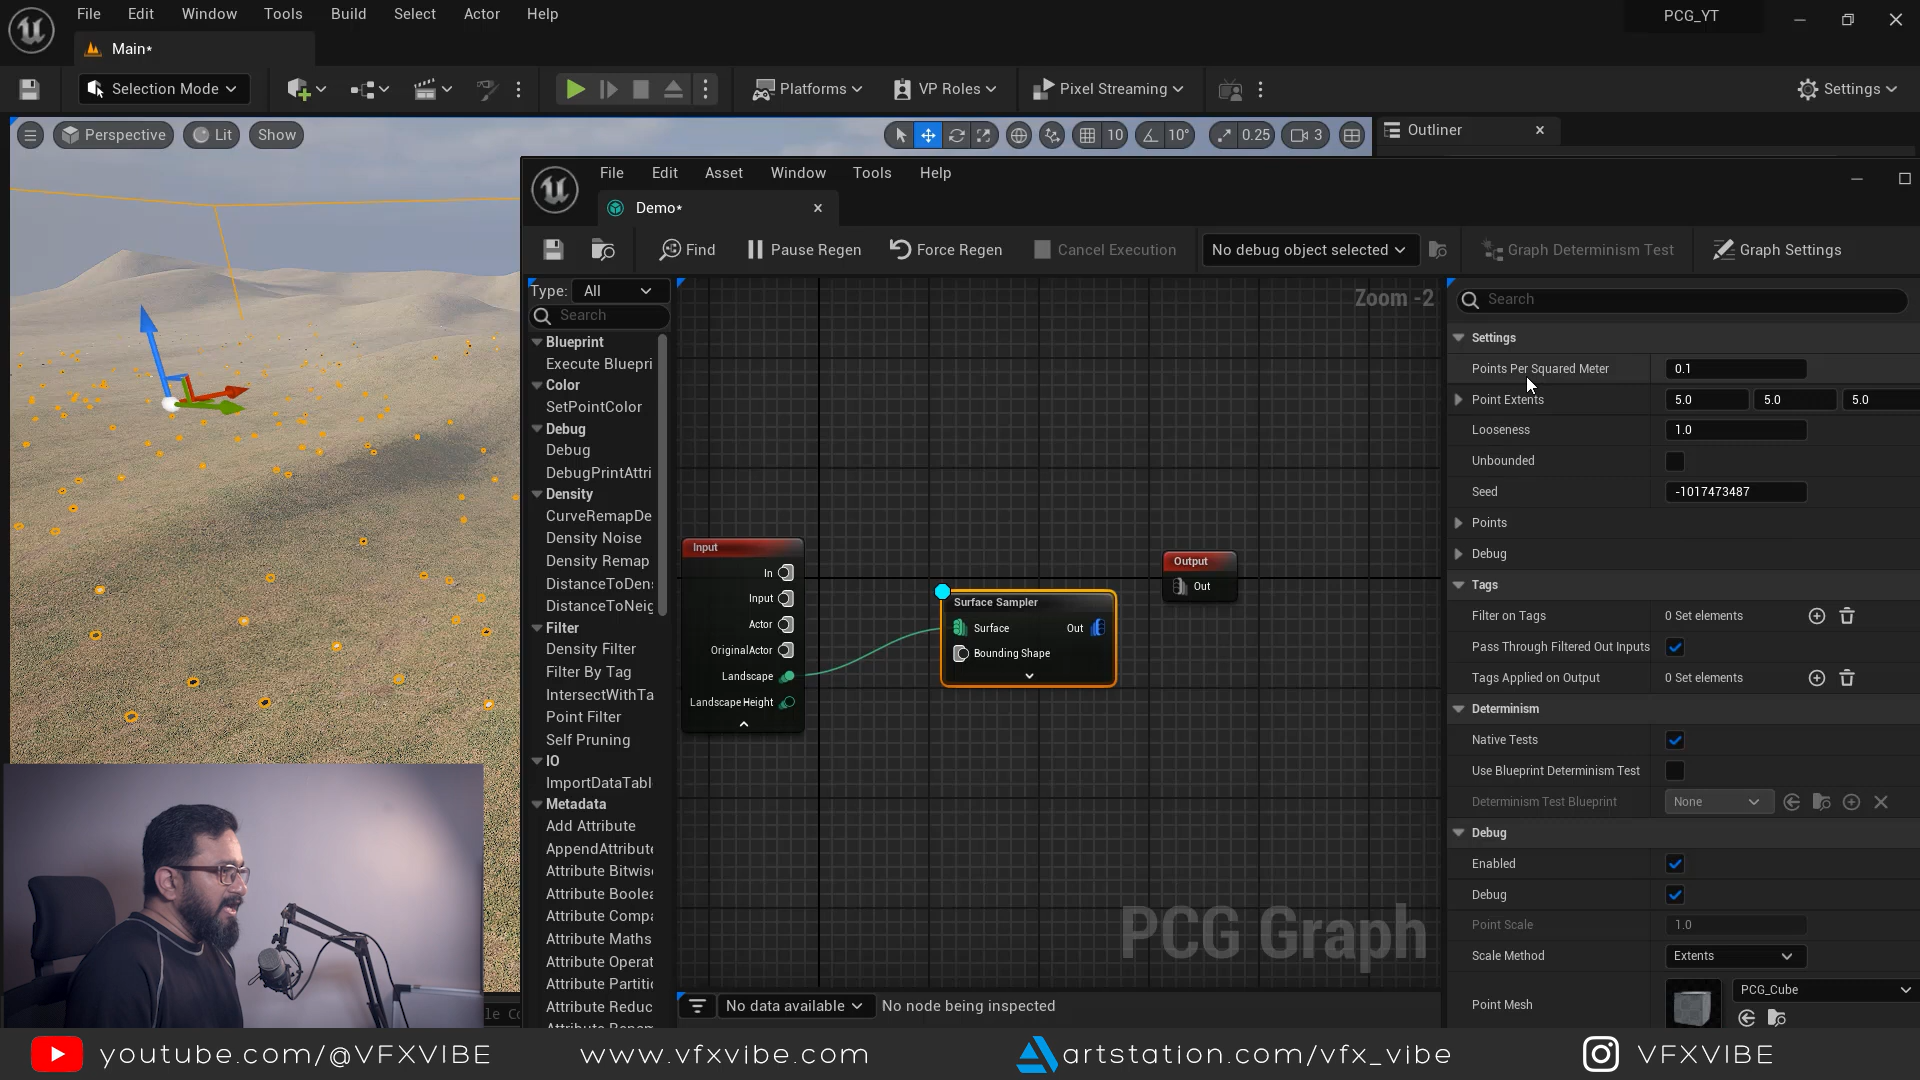 File Edit Window Tools Build Select Actor Help
PCG_YT
Main*
Selection Mode
Platforms
VP Roles
Pixel Streaming
Settings
Perspective
Lit
Show
10
10°
0.25
3
Outliner
File Edit Asset Window Tools Help
Demo*
Find
Pause Regen
Force Regen
Cancel Execution
No debug object selected
Graph Determinism Test
Graph Settings
Type: All
Search
Blueprint
Execute Bluepri
Color
SetPointColor
Debug
Debug
DebugPrintAttri
Density
CurveRemapDe
Density Noise
Density Remap
DistanceToDen
DistanceToNeig
Filter
Density Filter
Filter By Tag
IntersectWithTa
Point Filter
Self Pruning
IO
ImportDataTabl
Metadata
Add Attribute
AppendAttribute
Attribute Bitwis
Attribute Boolea
Attribute Compa
Attribute Maths
Attribute Operat
Attribute Partiti
Attribute Reduc
Zoom -2
Input
In
Input
Actor
OriginalActor
Landscape
Landscape Height
Surface Sampler
Surface Out
Bounding Shape
Output
Out
PCG Graph
No data available
No node being inspected
Search
Settings
Points Per Squared Meter 0.1
Point Extents 5.0 5.0 5.0
Looseness 1.0
Unbounded
Seed -1017473487
Points
Debug
Tags
Filter on Tags 0 Set elements
Pass Through Filtered Out Inputs
Tags Applied on Output 0 Set elements
Determinism
Native Tests
Use Blueprint Determinism Test
Determinism Test Blueprint None
Debug
Enabled
Debug
Point Scale 1.0
Scale Method Extents
Point Mesh PCG_Cube
youtube.com/@VFXVIBE
www.vfxvibe.com
artstation.com/vfx_vibe
VFXVIBE